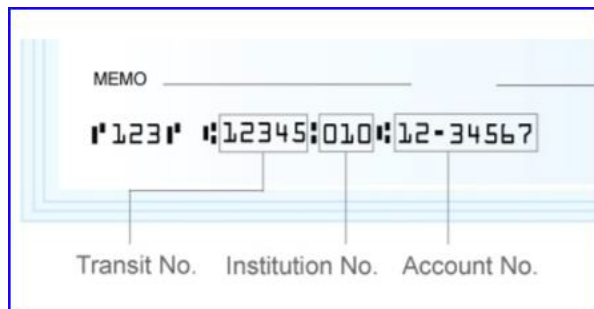 MEMO
⑈123⑈ ⑆12345⑆010⑆12-34567
Transit No. Institution No. Account No.